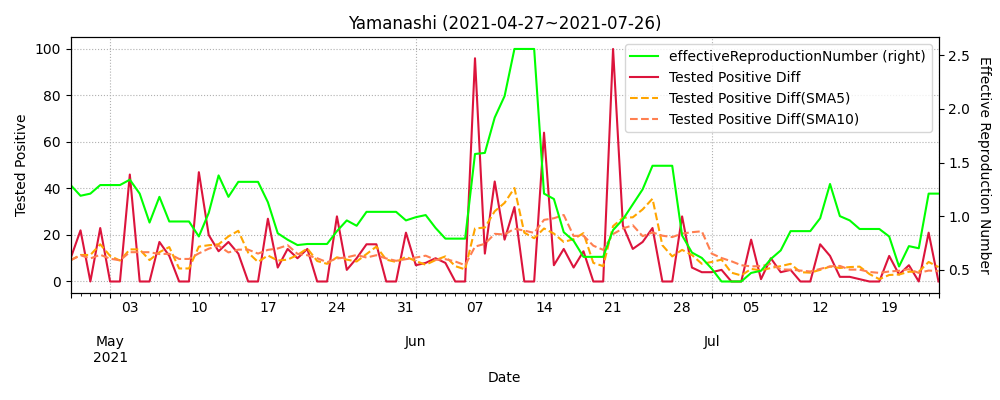 Yamanashi (2021-04-27~2021-07-26)
effectiveReproductionNumber (right)
Tested Positive Diff
Tested Positive Diff(SMA5)
Tested Positive Diff(SMA10)
Tested Positive
100
80
60
40
20
0
2.5
2.0
1.5
1.0
0.5
Effective Reproduction Number
03 10 17 24 31 07 14 21 28 05 12 19
May Jun Jul
2021
Date